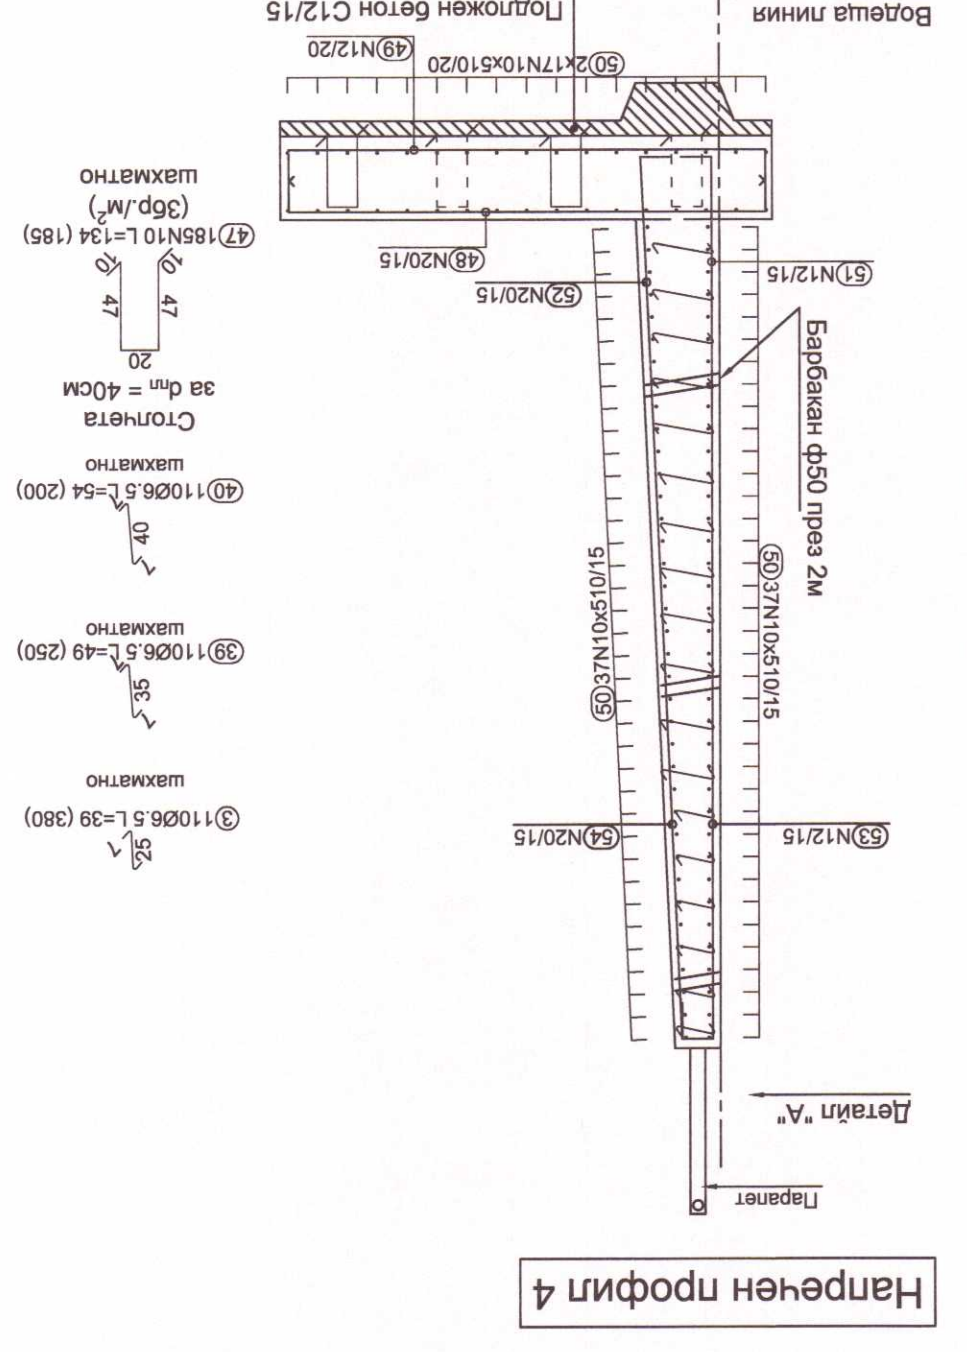 Напречен профил 4
Парапет
Детайл "А"
53 N12/15
54 N20/15
3 110Ø6.5 L=39 (380)
шахматно
25
50 37N10x510/15
50 37N10x510/15
39 110Ø6.5 L=49 (250)
шахматно
35
Барбакан ф50 през 2м
40 110Ø6.5 L=54 (200)
шахматно
40
Столчета
за dпл = 40см
20
47
47
10
10
47 185N10 L=134 (185)
(3бр./м²)
шахматно
51 N12/15
52 N20/15
48 N20/15
50 2x17N10x510/20
49 N12/20
Водеща линия
Подложен бетон С12/15